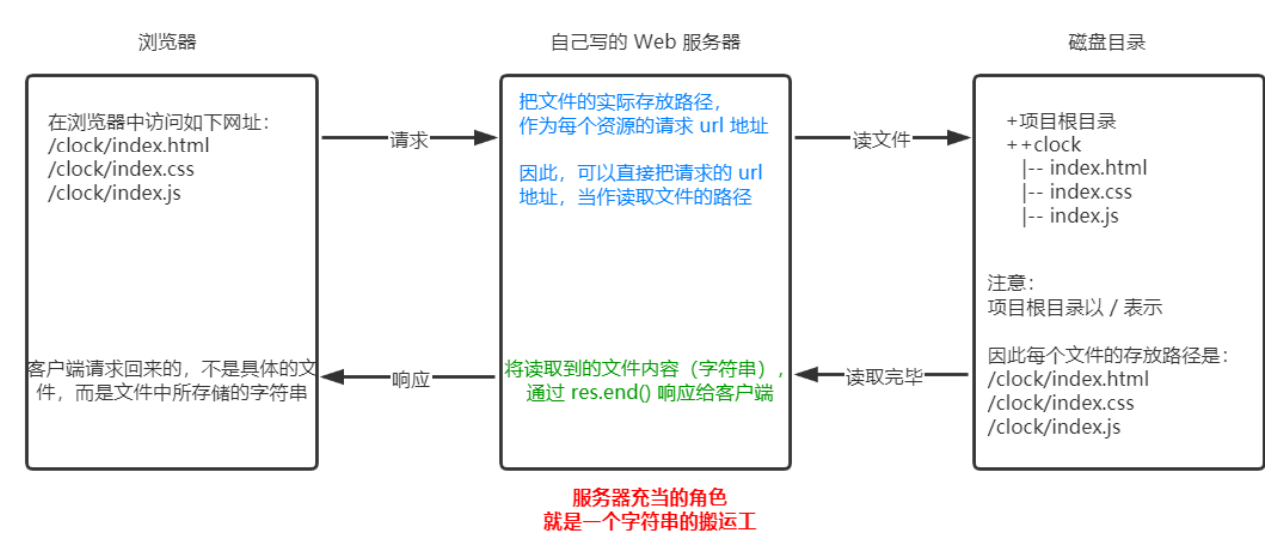 浏览器
自己写的 Web 服务器
磁盘目录
在浏览器中访问如下网址：
/clock/index.html
/clock/index.css
/clock/index.js
客户端请求回来的，不是具体的文
件，而是文件中所存储的字符串
请求
响应
把文件的实际存放路径，
作为每个资源的请求 url 地址
因此，可以直接把请求的 url
地址，当作读取文件的路径
将读取到的文件内容（字符串），
通过 res.end() 响应给客户端
读文件
读取完毕
+项目根目录
++clock
|-- index.html
|-- index.css
|-- index.js
注意：
项目根目录以 / 表示
因此每个文件的存放路径是：
/clock/index.html
/clock/index.css
/clock/index.js
服务器充当的角色
就是一个字符串的搬运工